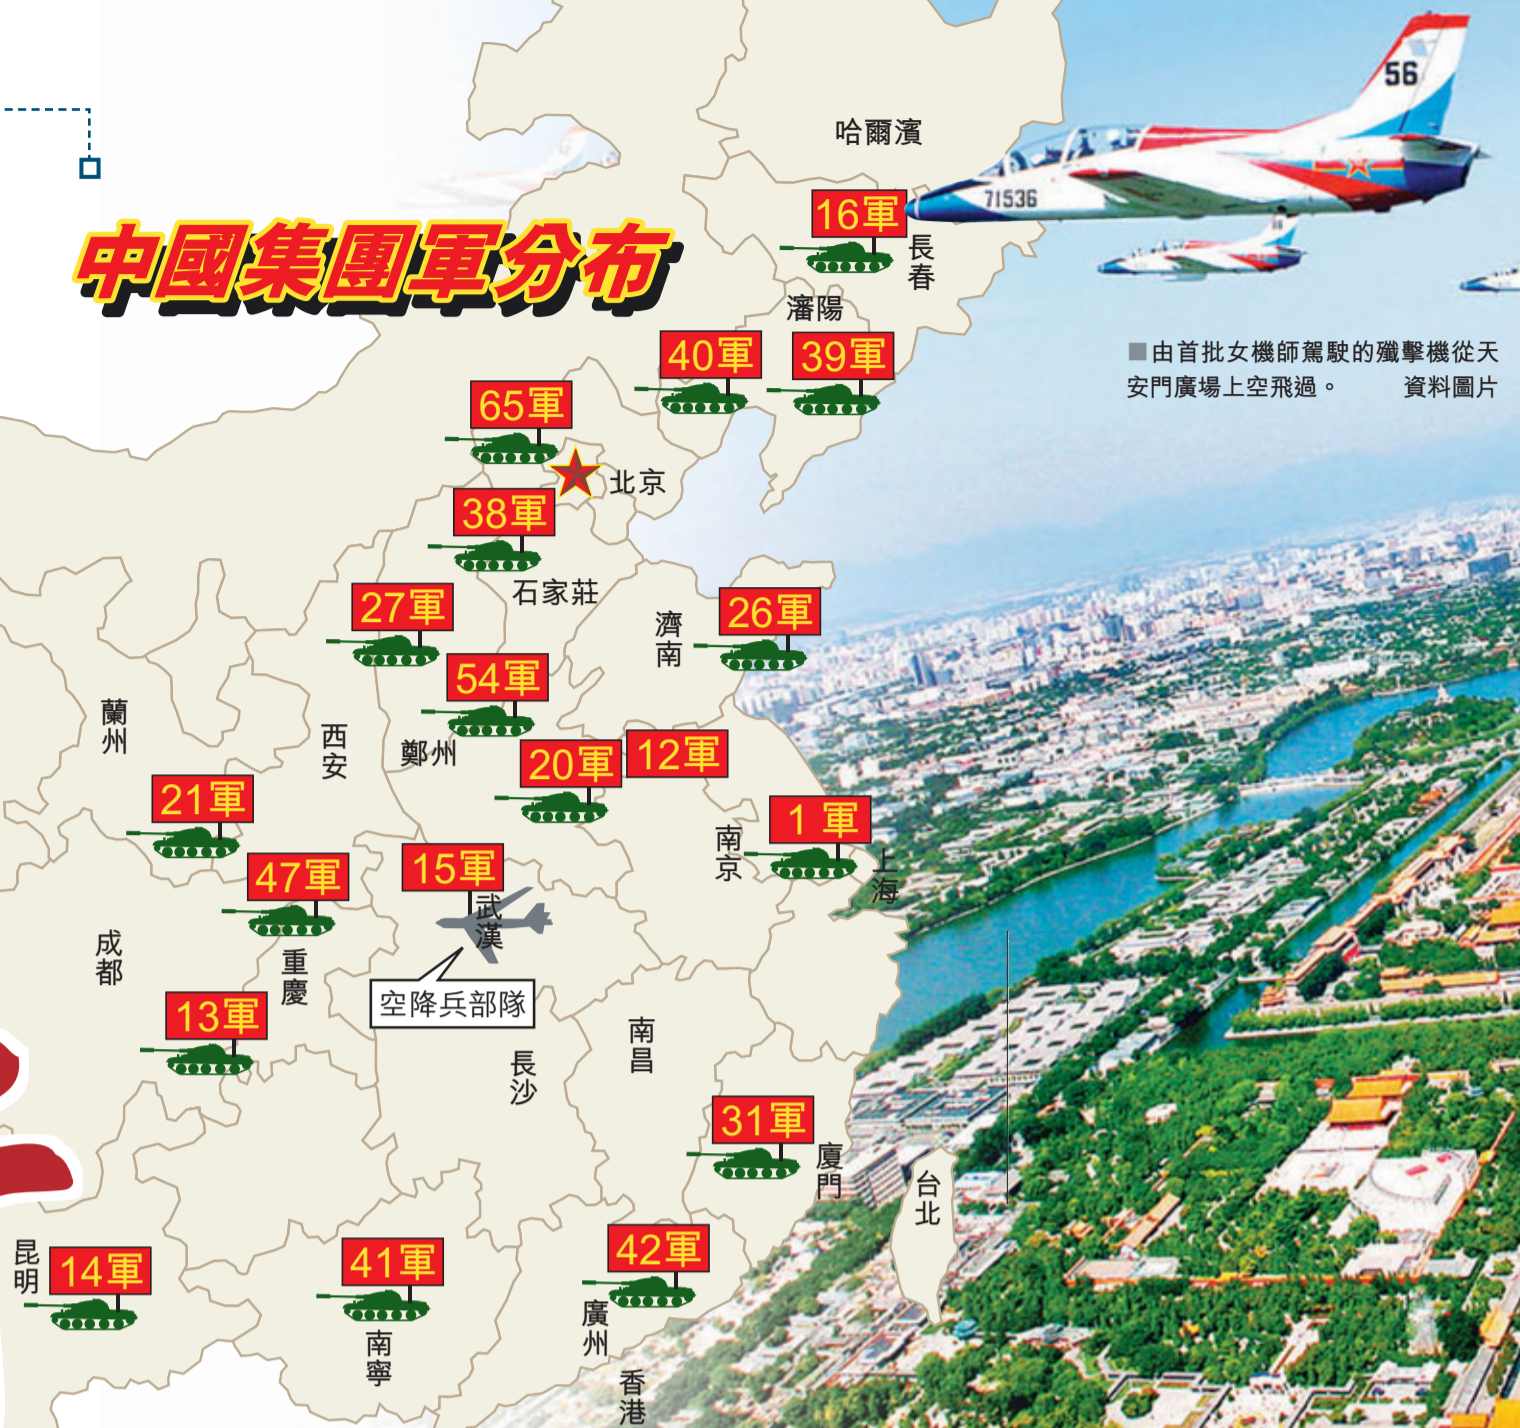 中國集團軍分布
56
71536
哈爾濱
16軍
長春
瀋陽
40軍
39軍
■由首批女機師駕駛的殲擊機從天
安門廣場上空飛過。 資料圖片
65軍
北京
38軍
石家莊
27軍
26軍
濟南
54軍
蘭州
西安
鄭州
20軍
12軍
21軍
1 軍
南京
上海
47軍
15軍
武漢
成都
重慶
空降兵部隊
13軍
南昌
長沙
31軍
廈門
台北
昆明
14軍
41軍
南寧
42軍
廣州
香港